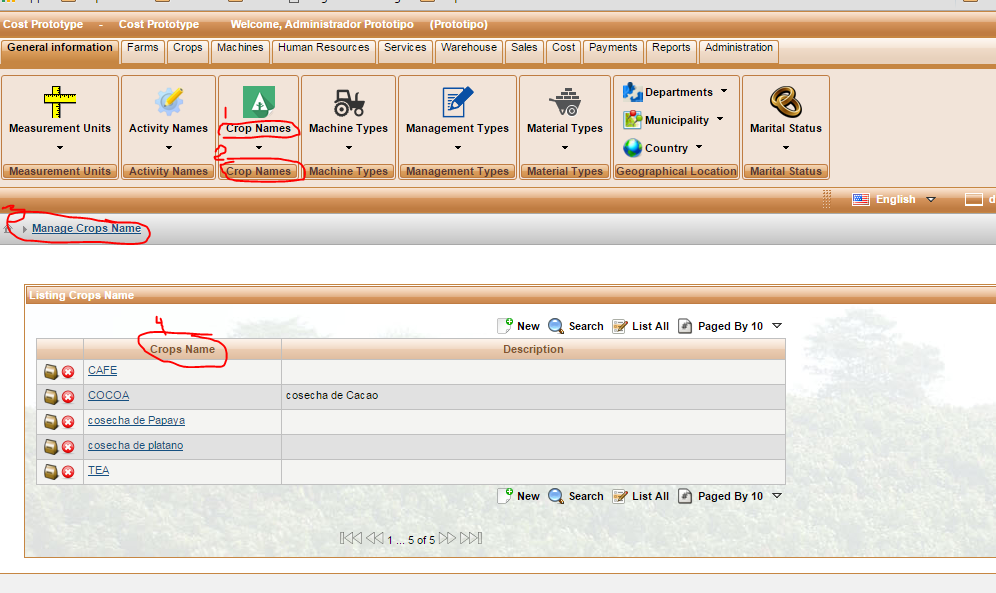 Cost Prototype - Cost Prototype Welcome, Administrador Prototipo (Prototipo)
General information Farms Crops Machines Human Resources Services Warehouse Sales Cost Payments Reports Administration
Measurement Units Activity Names 1 Crop Names Machine Types Management Types Material Types Departments Municipality Country Marital Status
2
Measurement Units Activity Names Crop Names Machine Types Management Types Material Types Geographical Location Marital Status
English d
3
Manage Crops Name
Listing Crops Name
4
New Search List All Paged By 10
Crops Name Description
CAFE
COCOA cosecha de Cacao
cosecha de Papaya
cosecha de platano
TEA
New Search List All Paged By 10
1 ... 5 of 5